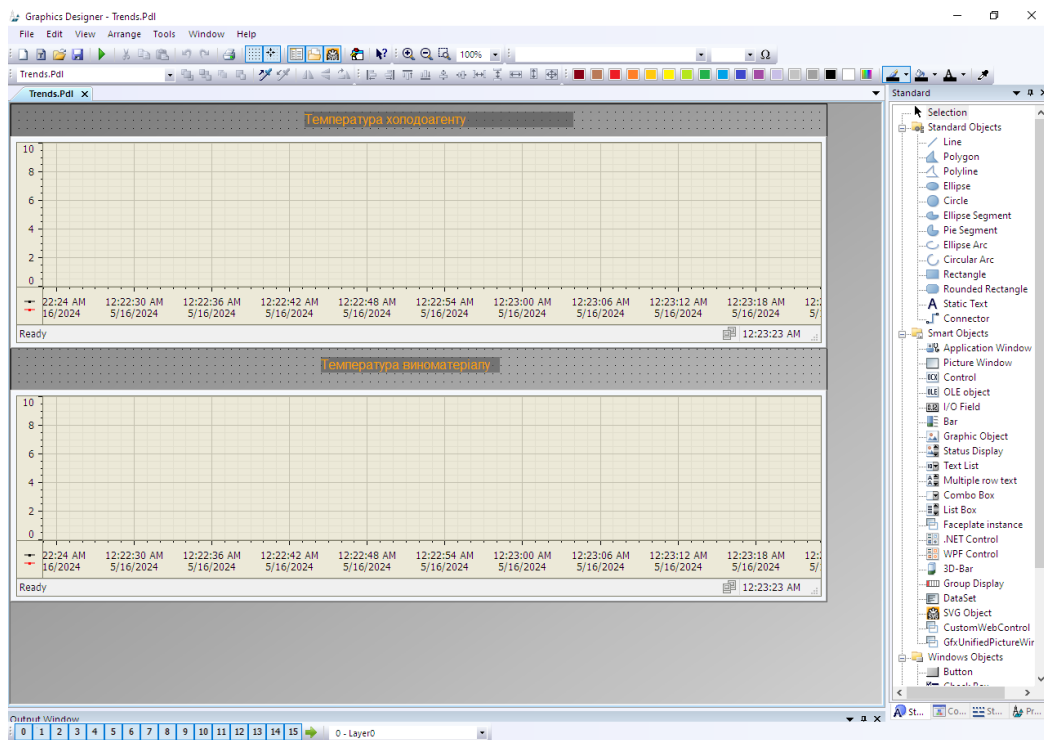 Graphics Designer - Trends.Pdl
File Edit View Arrange Tools Window Help
100%
Ω
Trends.Pdl
Trends.Pdl X
Standard
Температура холодоагенту
10
8
6
4
2
0
22:24 AM 12:22:30 AM 12:22:36 AM 12:22:42 AM 12:22:48 AM 12:22:54 AM 12:23:00 AM 12:23:06 AM 12:23:12 AM 12:23:18 AM 12:
16/2024 5/16/2024 5/16/2024 5/16/2024 5/16/2024 5/16/2024 5/16/2024 5/16/2024 5/16/2024 5/16/2024 5/
Ready 12:23:23 AM
Температура виноматеріалу
10
8
6
4
2
0
22:24 AM 12:22:30 AM 12:22:36 AM 12:22:42 AM 12:22:48 AM 12:22:54 AM 12:23:00 AM 12:23:06 AM 12:23:12 AM 12:23:18 AM 12:
16/2024 5/16/2024 5/16/2024 5/16/2024 5/16/2024 5/16/2024 5/16/2024 5/16/2024 5/16/2024 5/16/2024 5/
Ready 12:23:23 AM
Selection
Standard Objects
Line
Polygon
Polyline
Ellipse
Circle
Ellipse Segment
Pie Segment
Ellipse Arc
Circular Arc
Rectangle
Rounded Rectangle
A Static Text
Connector
Smart Objects
Application Window
Picture Window
Control
OLE object
I/O Field
Bar
Graphic Object
Status Display
Text List
Multiple row text
Combo Box
List Box
Faceplate instance
.NET Control
WPF Control
3D-Bar
Group Display
DataSet
SVG Object
CustomWebControl
GfxUnifiedPictureWir
Windows Objects
Button
Check Box
St... Co... St... Pr...
Output Window
0 1 2 3 4 5 6 7 8 9 10 11 12 13 14 15 0 - Layer0